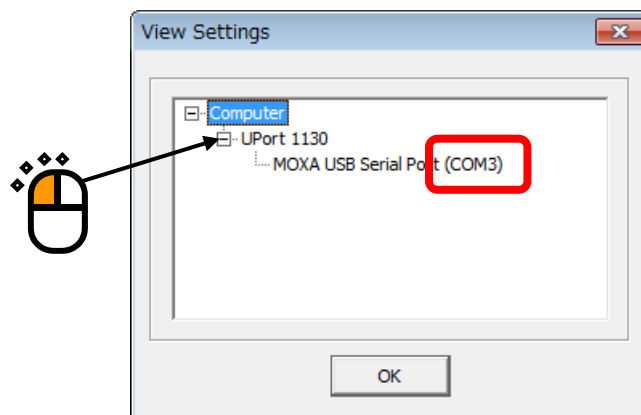 View Settings
Computer
UPort 1130
MOXA USB Serial Port (COM3)
OK